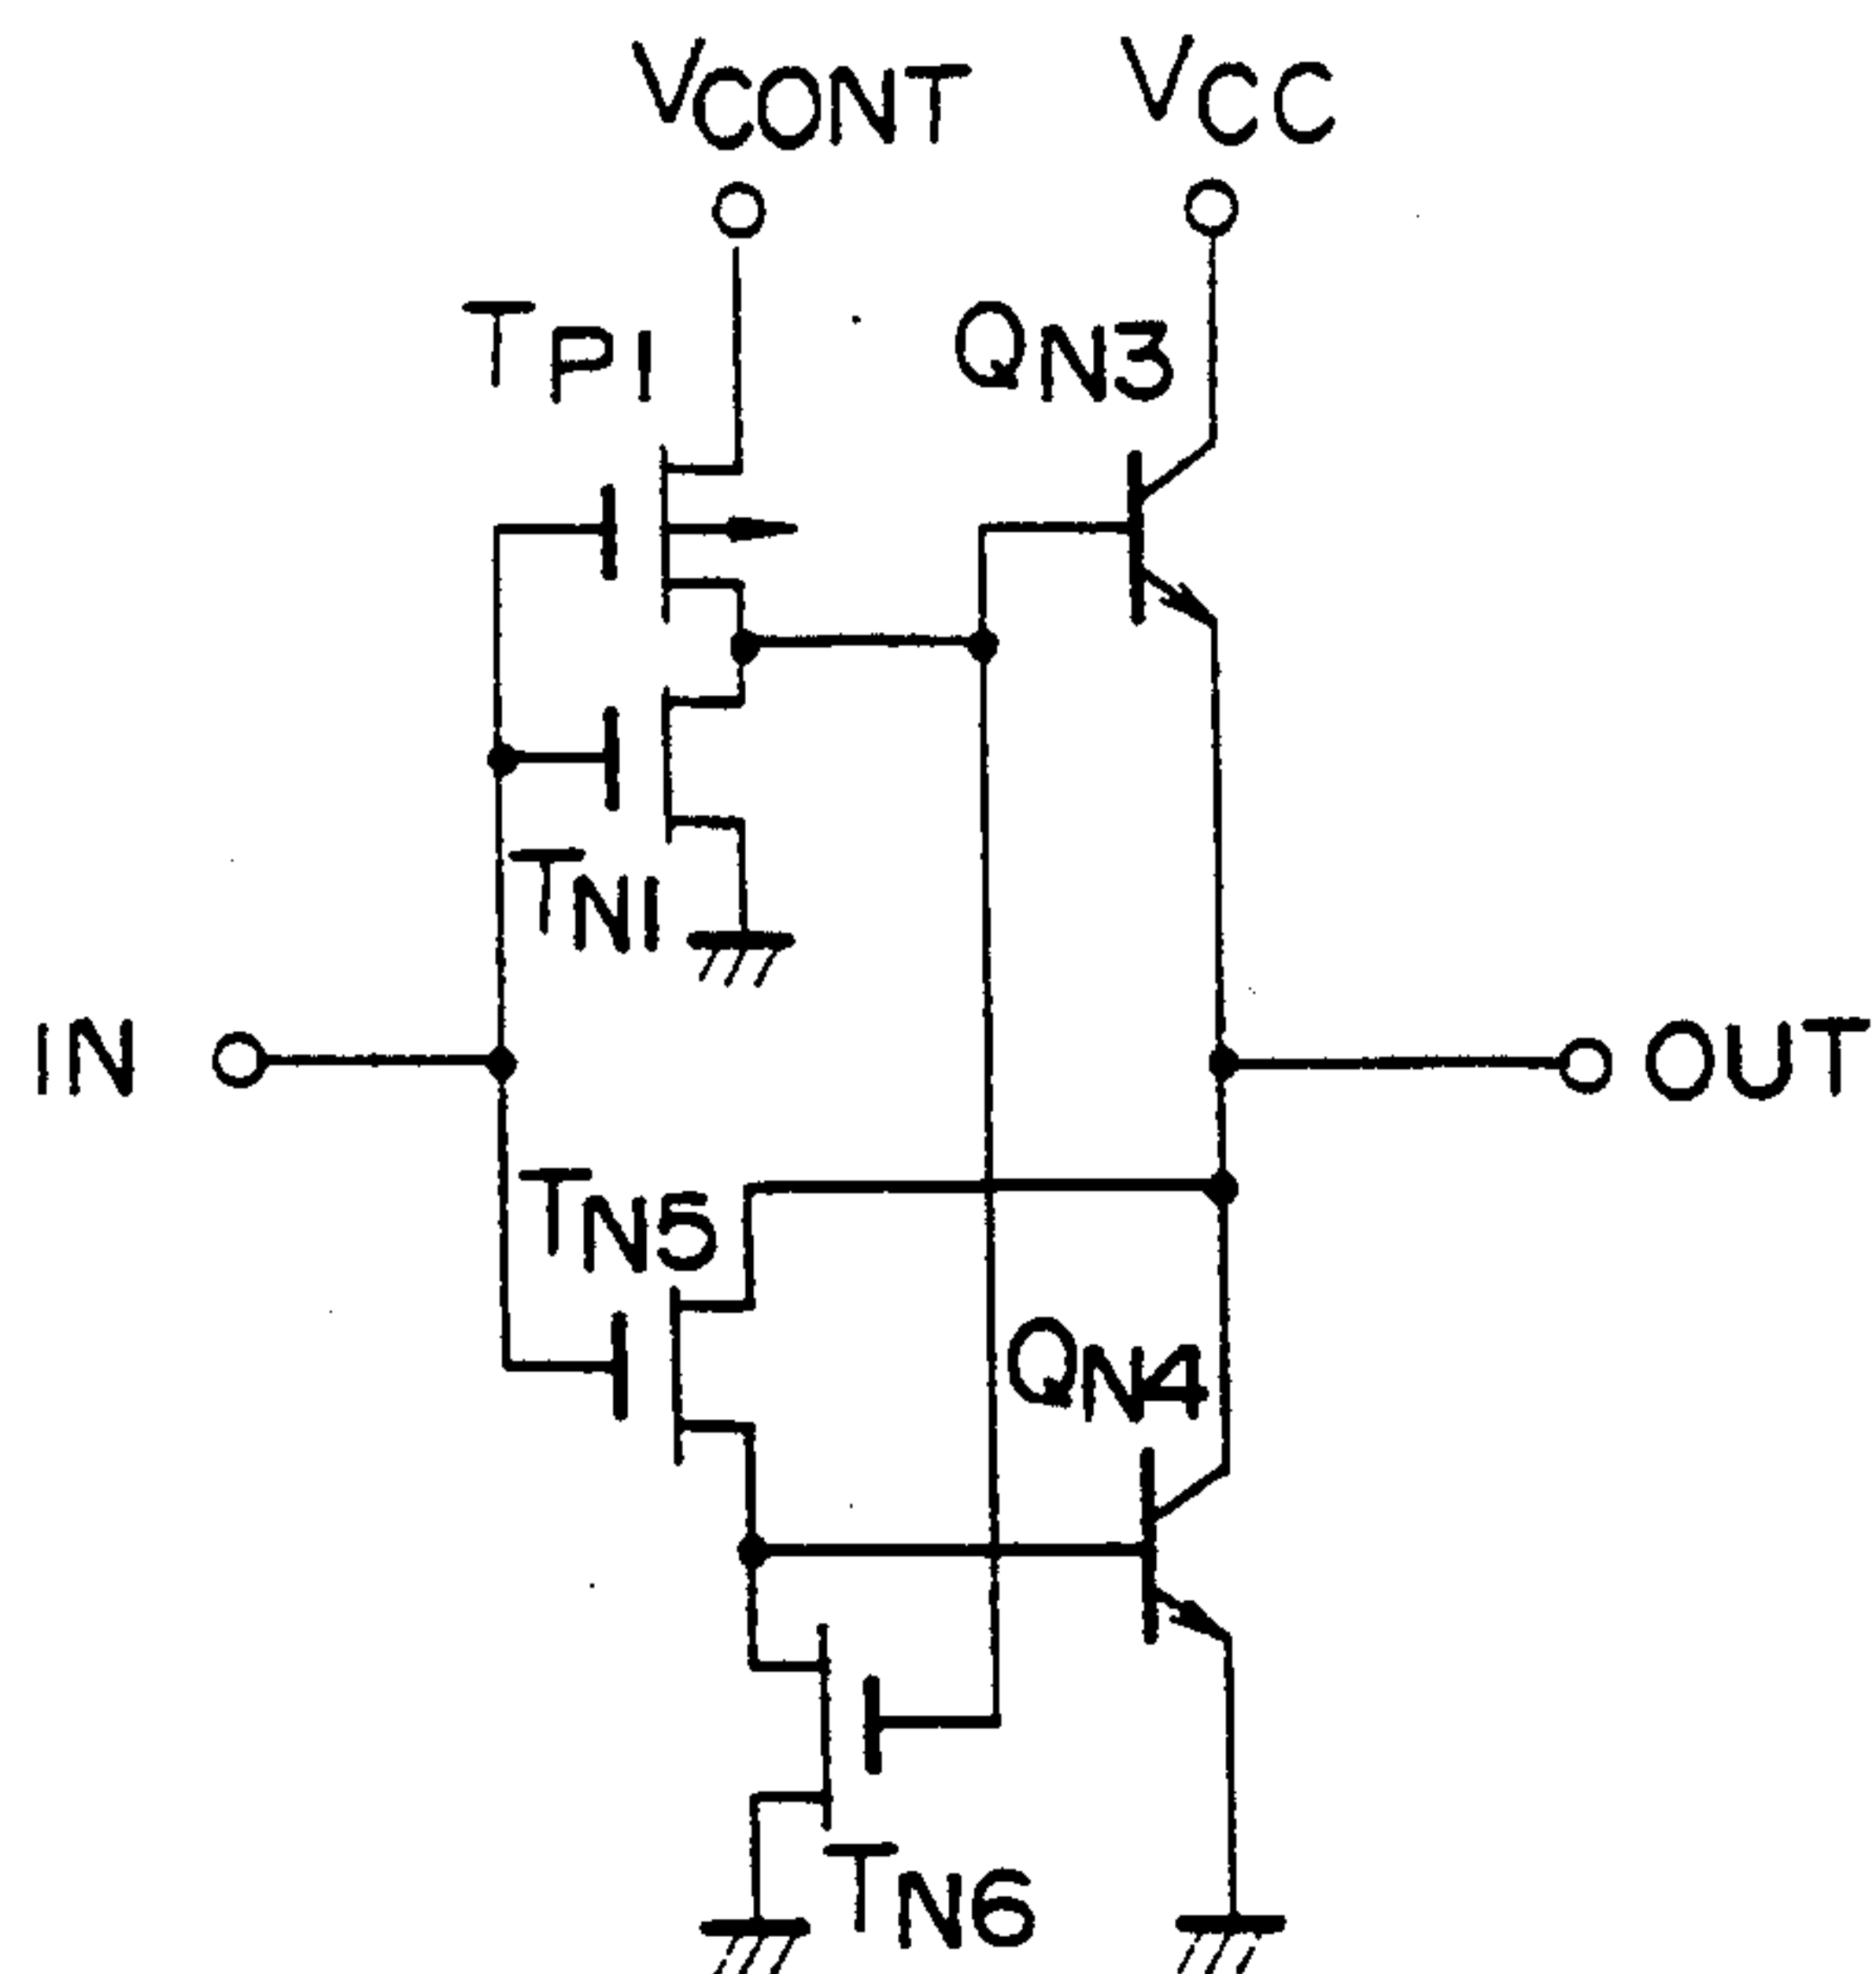 VCONT VCC
TP1 QN3
TN1
IN OUT
TN5
QN4
TN6